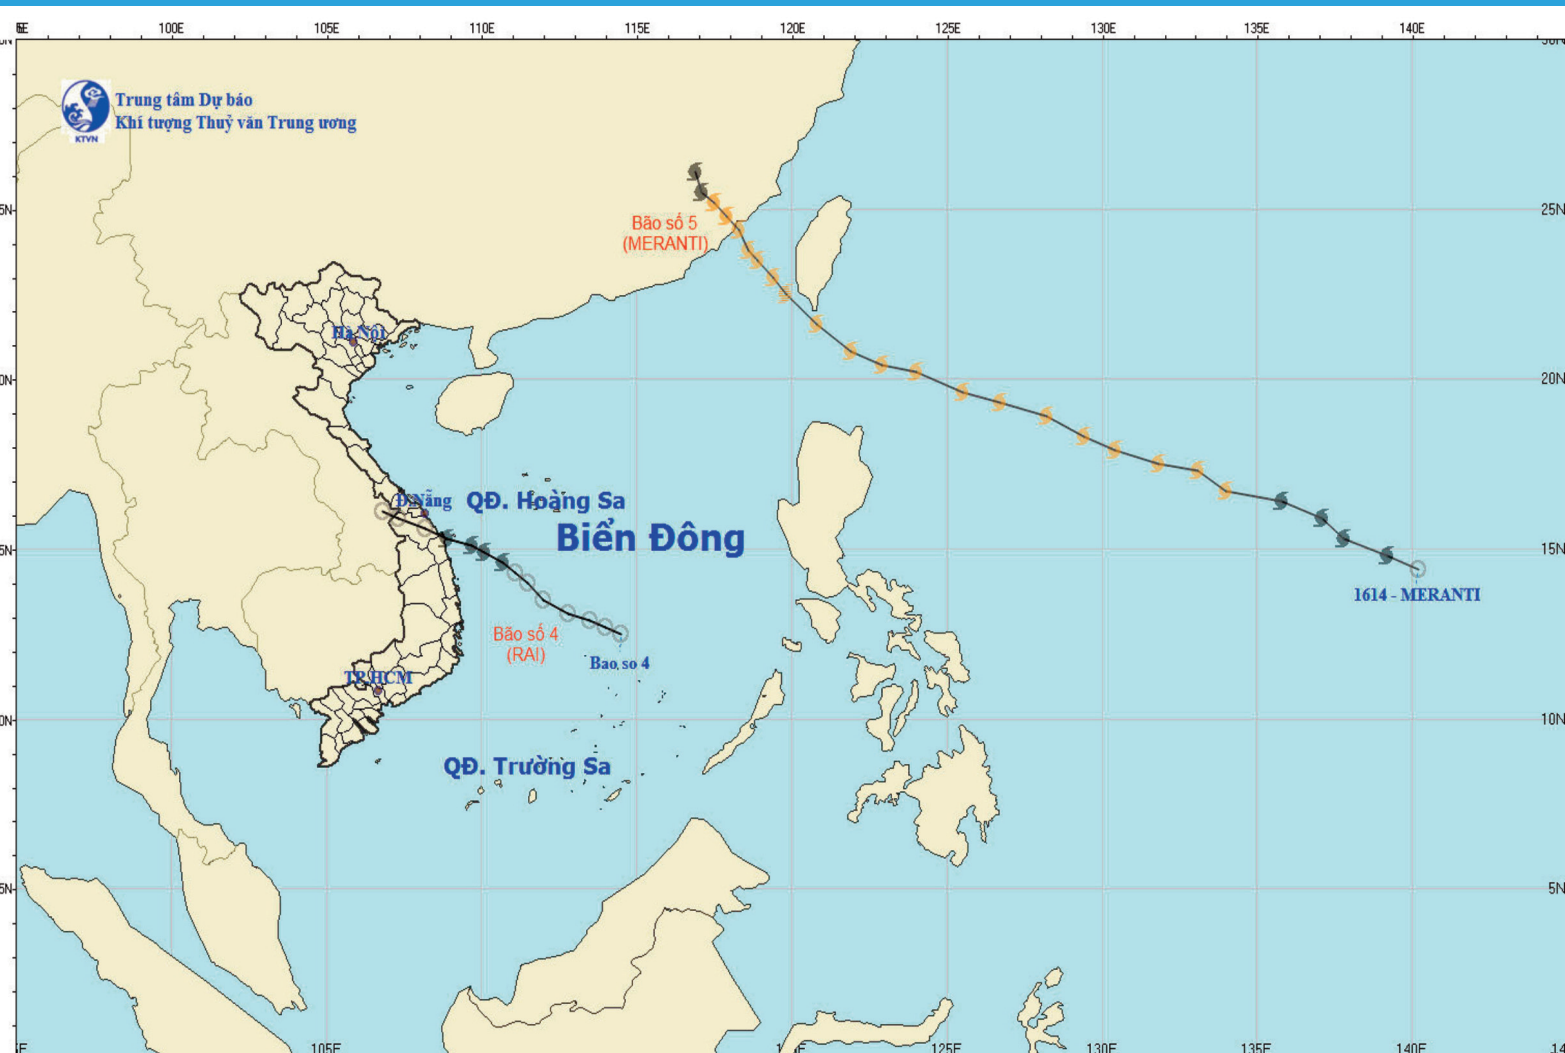 100E 105E 110E 115E 120E 125E 130E 135E 140E
Trung tâm Dự báo
Khí tượng Thuỷ văn Trung ương
KTVN
Bão số 5
(MERANTI)
25N
Hà Nội
20N
Đ.Nẵng
QĐ. Hoàng Sa
Biển Đông
15N
1614 - MERANTI
Bão số 4
(RAI)
Bao so 4
TP.HCM
10N
QĐ. Trường Sa
5N
105E 125E 130E 135E 140E